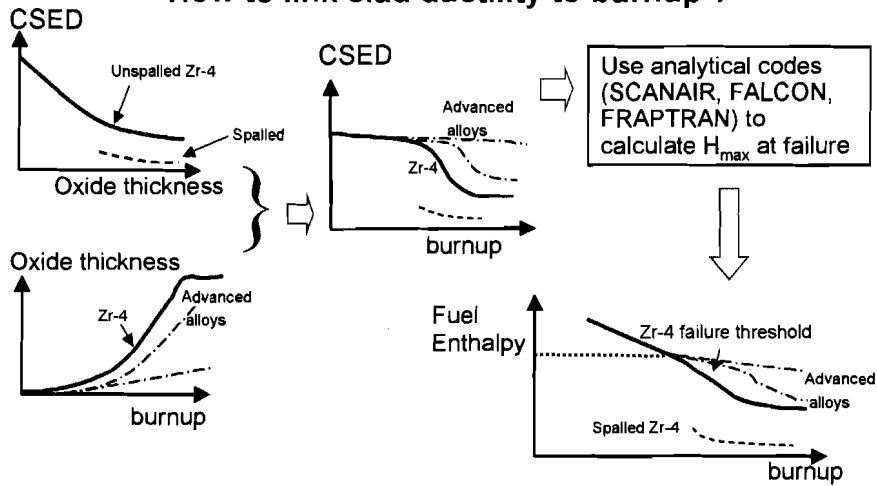 How to link clad ductility to burnup ?
CSED
Unspalled Zr-4
Spalled
Oxide thickness
Oxide thickness
Zr-4
Advanced
alloys
burnup
CSED
Advanced
alloys
Zr-4
burnup
Use analytical codes
(SCANAIR, FALCON,
FRAPTRAN) to
calculate Hmax at failure
Fuel
Enthalpy
Zr-4 failure threshold
Advanced
alloys
Spalled Zr-4
burnup